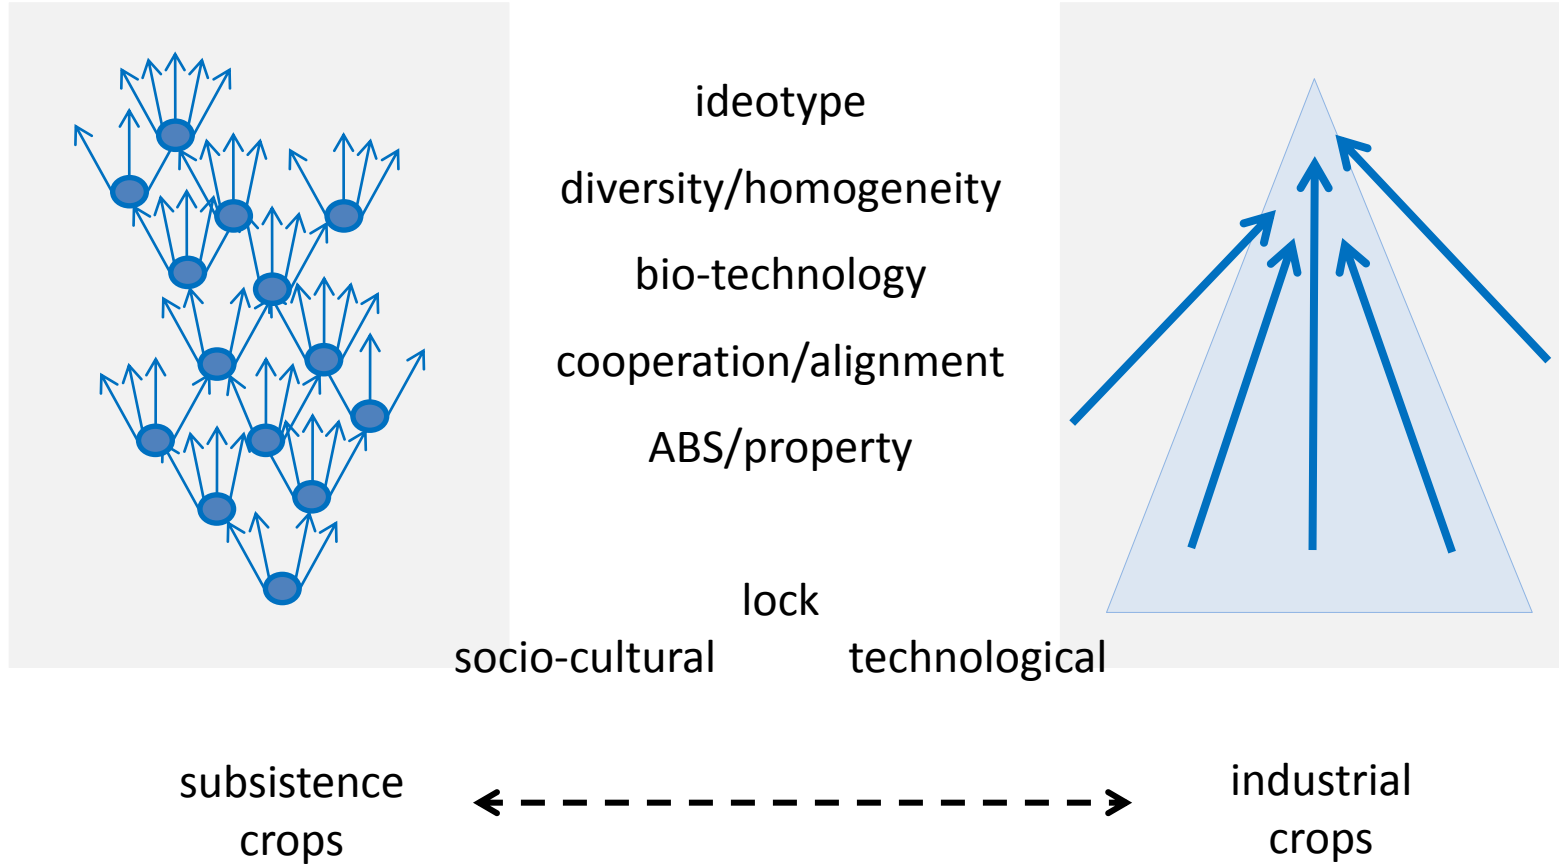 ideotype
diversity/homogeneity
bio-technology
cooperation/alignment
ABS/property
lock
socio-cultural technological
subsistence
crops
industrial
crops